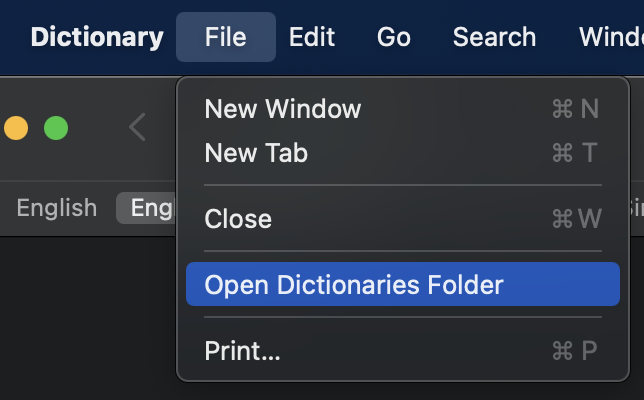 Dictionary File Edit Go Search
New Window ⌘ N
New Tab ⌘ T
English
Close ⌘ W
Open Dictionaries Folder
Print... ⌘ P